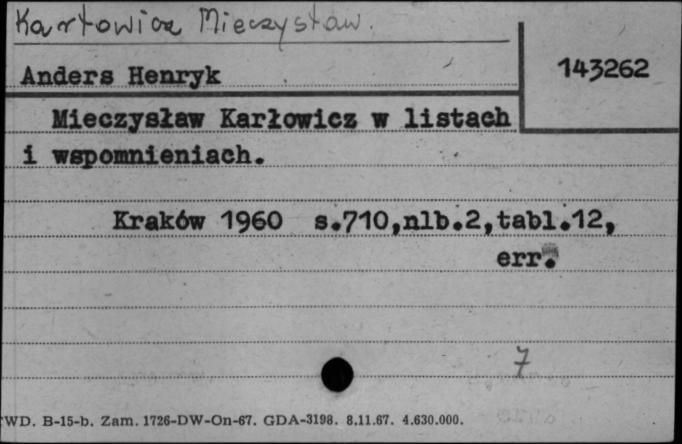 Karłowicz Mieczysław.
143262
Anders Henryk
Mieczysław Karłowicz w listach
i wspomnieniach.
Kraków 1960 s.710,nlb.2,tabl.12,
err.
7
WD. B-15-b. Zam. 1726-DW-On-67. GDA-3198. 8.11.67. 4.630.000.